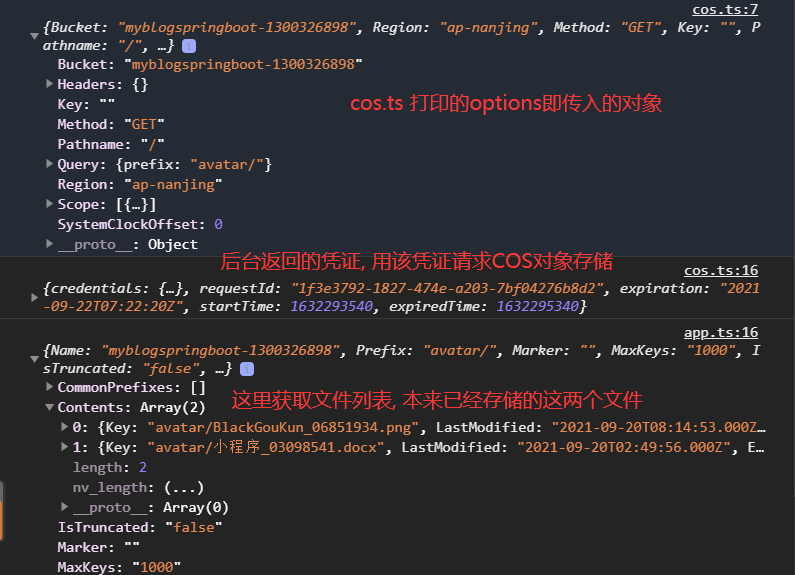 cos.ts:7
{Bucket: "myblogspringboot-1300326898", Region: "ap-nanjing", Method: "GET", Key: "", P
athname: "/", …} i
Bucket: "myblogspringboot-1300326898"
Headers: {}
Key: ""
cos.ts 打印的options即传入的对象
Method: "GET"
Pathname: "/"
Query: {prefix: "avatar/"}
Region: "ap-nanjing"
Scope: [{…}]
SystemClockOffset: 0
__proto__: Object
后台返回的凭证, 用该凭证请求COS对象存储
cos.ts:16
{credentials: {…}, requestId: "1f3e3792-1827-474e-a203-7bf04276b8d2", expiration: "2021
-09-22T07:22:20Z", startTime: 1632293540, expiredTime: 1632295340}
app.ts:16
{Name: "myblogspringboot-1300326898", Prefix: "avatar/", Marker: "", MaxKeys: "1000", I
sTruncated: "false", …} i
CommonPrefixes: []
Contents: Array(2)
这里获取文件列表, 本来已经存储的这两个文件
0: {Key: "avatar/BlackGouKun_06851934.png", LastModified: "2021-09-20T08:14:53.000Z…
1: {Key: "avatar/小程序_03098541.docx", LastModified: "2021-09-20T02:49:56.000Z", E…
length: 2
nv_length: (...)
__proto__: Array(0)
IsTruncated: "false"
Marker: ""
MaxKeys: "1000"